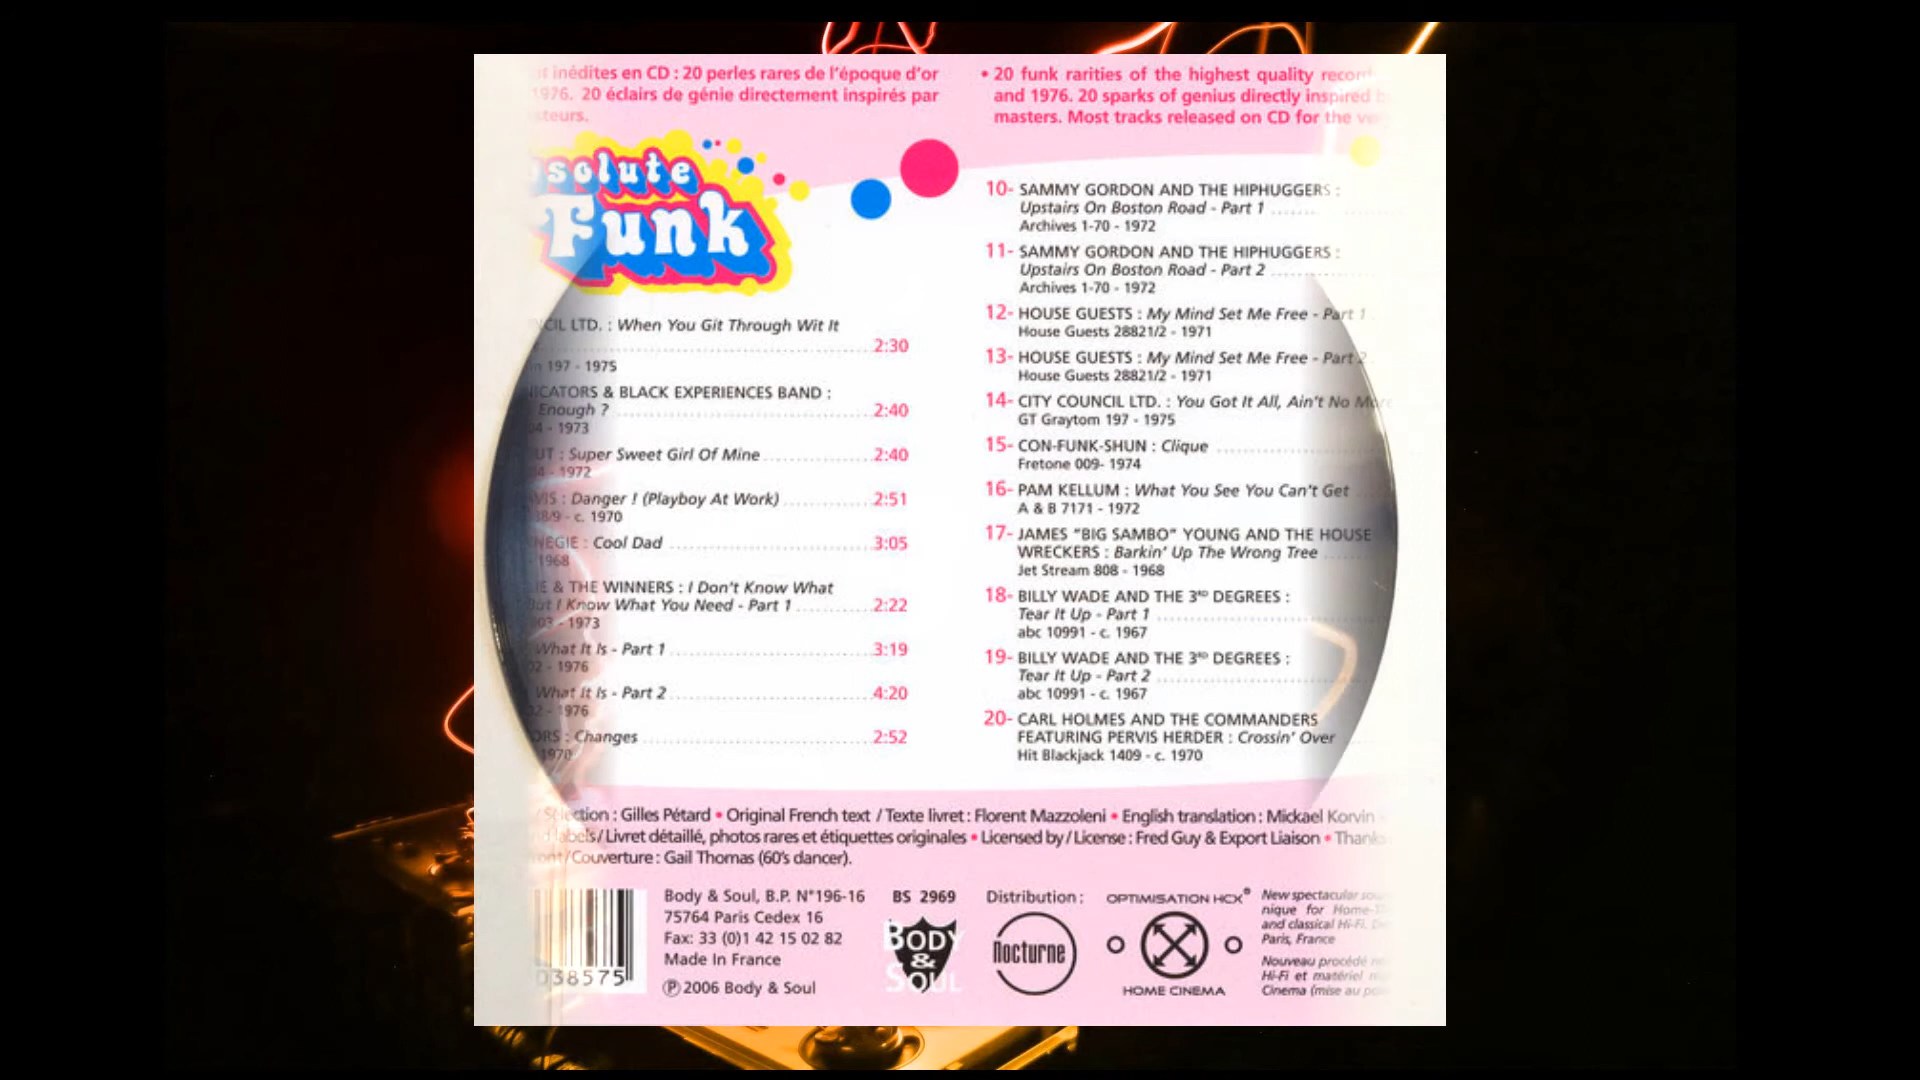 inédites en CD : 20 perles rares de l'époque d'or
1976. 20 éclairs de génie directement inspirés par
• 20 funk rarities of the highest quality
and 1976. 20 sparks of genius directly inspired
masters. Most tracks released on CD for the
solute
Funk
LTD. : When You Git Through Wit It
2:30
197 - 1975
& BLACK EXPERIENCES BAND :
Enough ? 2:40
- 1973
: Super Sweet Girl Of Mine 2:40
- 1972
: Danger ! (Playboy At Work) 2:51
- c. 1970
: Cool Dad 3:05
- 1968
& THE WINNERS : I Don't Know What
But I Know What You Need - Part 1 2:22
- 1973
What It Is - Part 1 3:19
- 1976
What It Is - Part 2 4:20
- 1976
: Changes 2:52
10- SAMMY GORDON AND THE HIPHUGGERS :
Upstairs On Boston Road - Part 1
Archives 1-70 - 1972
11- SAMMY GORDON AND THE HIPHUGGERS :
Upstairs On Boston Road - Part 2
Archives 1-70 - 1972
12- HOUSE GUESTS : My Mind Set Me Free - Part 1
House Guests 28821/2 - 1971
13- HOUSE GUESTS : My Mind Set Me Free - Part 2
House Guests 28821/2 - 1971
14- CITY COUNCIL LTD. : You Got It All, Ain't No More
GT Graytom 197 - 1975
15- CON-FUNK-SHUN : Clique
Fretone 009- 1974
16- PAM KELLUM : What You See You Can't Get
A & B 7171 - 1972
17- JAMES "BIG SAMBO" YOUNG AND THE HOUSE
WRECKERS : Barkin' Up The Wrong Tree
Jet Stream 808 - 1968
18- BILLY WADE AND THE 3RD DEGREES :
Tear It Up - Part 1
abc 10991 - c. 1967
19- BILLY WADE AND THE 3RD DEGREES :
Tear It Up - Part 2
abc 10991 - c. 1967
20- CARL HOLMES AND THE COMMANDERS
FEATURING PERVIS HERDER : Crossin' Over
Hit Blackjack 1409 - c. 1970
/ Sélection : Gilles Pétard • Original French text / Texte livret : Florent Mazzoleni • English translation : Mickael Korvin
labels / Livret détaillé, photos rares et étiquettes originales • Licensed by / License : Fred Guy & Export Liaison • Thanks
/ Couverture : Gail Thomas (60's dancer).
038575
Body & Soul, B.P. N°196-16
75764 Paris Cedex 16
Fax: 33 (0)1 42 15 02 82
Made In France
℗ 2006 Body & Soul
BS 2969
BODY
&
SOUL
Distribution :
Nocturne
OPTIMISATION HCX®
HOME CINEMA
New spectacular
nique for
and classical Hi-Fi.
Paris, France
Nouveau procédé
Hi-Fi et matériel
Cinema (mise au